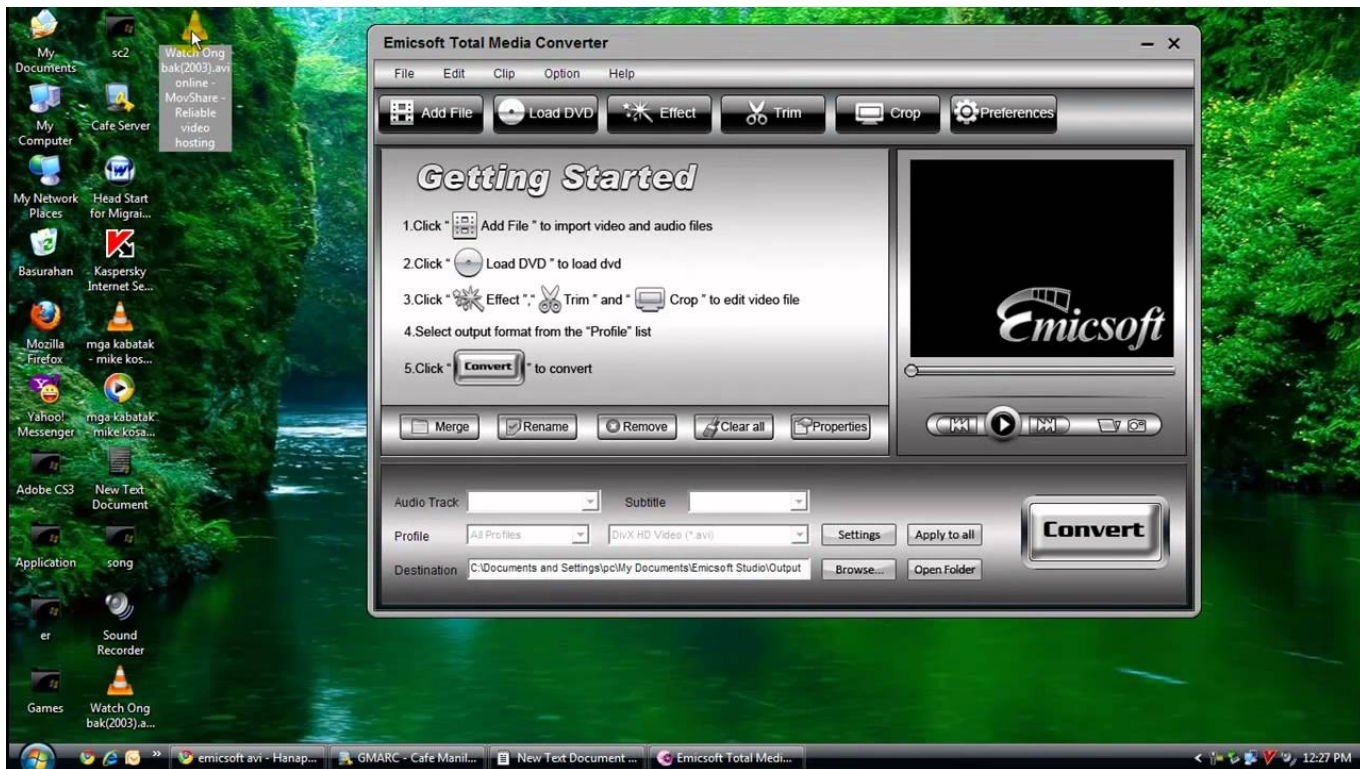 My
Documents
sc2
Watch Ong
bak(2003).avi
online -
MovShare -
Reliable
video
hosting
My
Computer
Cafe Server
My Network
Places
Head Start
for Migrai...
Basurahan
Kaspersky
Internet Se...
Mozilla
Firefox
mga kabatak
- mike kos...
Yahoo!
Messenger
mga kabatak
- mike kosa...
Adobe CS3
New Text
Document
Application
song
er
Sound
Recorder
Games
Watch Ong
bak(2003).a...
Emicsoft Total Media Converter
File Edit Clip Option Help
Add File Load DVD Effect Trim Crop Preferences
Getting Started
1.Click " Add File " to import video and audio files
2.Click " Load DVD " to load dvd
3.Click " Effect "," Trim " and " Crop " to edit video file
4.Select output format from the "Profile" list
5.Click " Convert " to convert
Emicsoft
Merge Rename Remove Clear all Properties
Audio Track Subtitle
Profile All Profiles DivX HD Video (*.avi) Settings Apply to all
Destination C:\Documents and Settings\pc\My Documents\Emicsoft Studio\Output Browse... Open Folder
Convert
emicsoft avi - Hanap... GMARC - Cafe Manil... New Text Document ... Emicsoft Total Medi... 12:27 PM